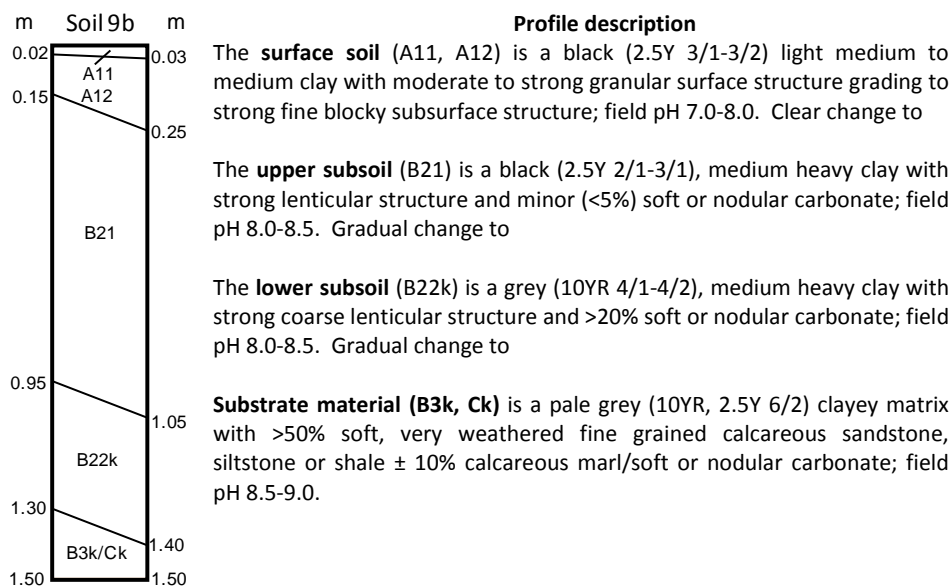 m Soil 9b m
0.02
0.03
A11
A12
0.15
0.25
B21
0.95
1.05
B22k
1.30
1.40
B3k/Ck
1.50
1.50
Profile description
The surface soil (A11, A12) is a black (2.5Y 3/1-3/2) light medium to
medium clay with moderate to strong granular surface structure grading to
strong fine blocky subsurface structure; field pH 7.0-8.0. Clear change to
The upper subsoil (B21) is a black (2.5Y 2/1-3/1), medium heavy clay with
strong lenticular structure and minor (<5%) soft or nodular carbonate; field
pH 8.0-8.5. Gradual change to
The lower subsoil (B22k) is a grey (10YR 4/1-4/2), medium heavy clay with
strong coarse lenticular structure and >20% soft or nodular carbonate; field
pH 8.0-8.5. Gradual change to
Substrate material (B3k, Ck) is a pale grey (10YR, 2.5Y 6/2) clayey matrix
with >50% soft, very weathered fine grained calcareous sandstone,
siltstone or shale ± 10% calcareous marl/soft or nodular carbonate; field
pH 8.5-9.0.